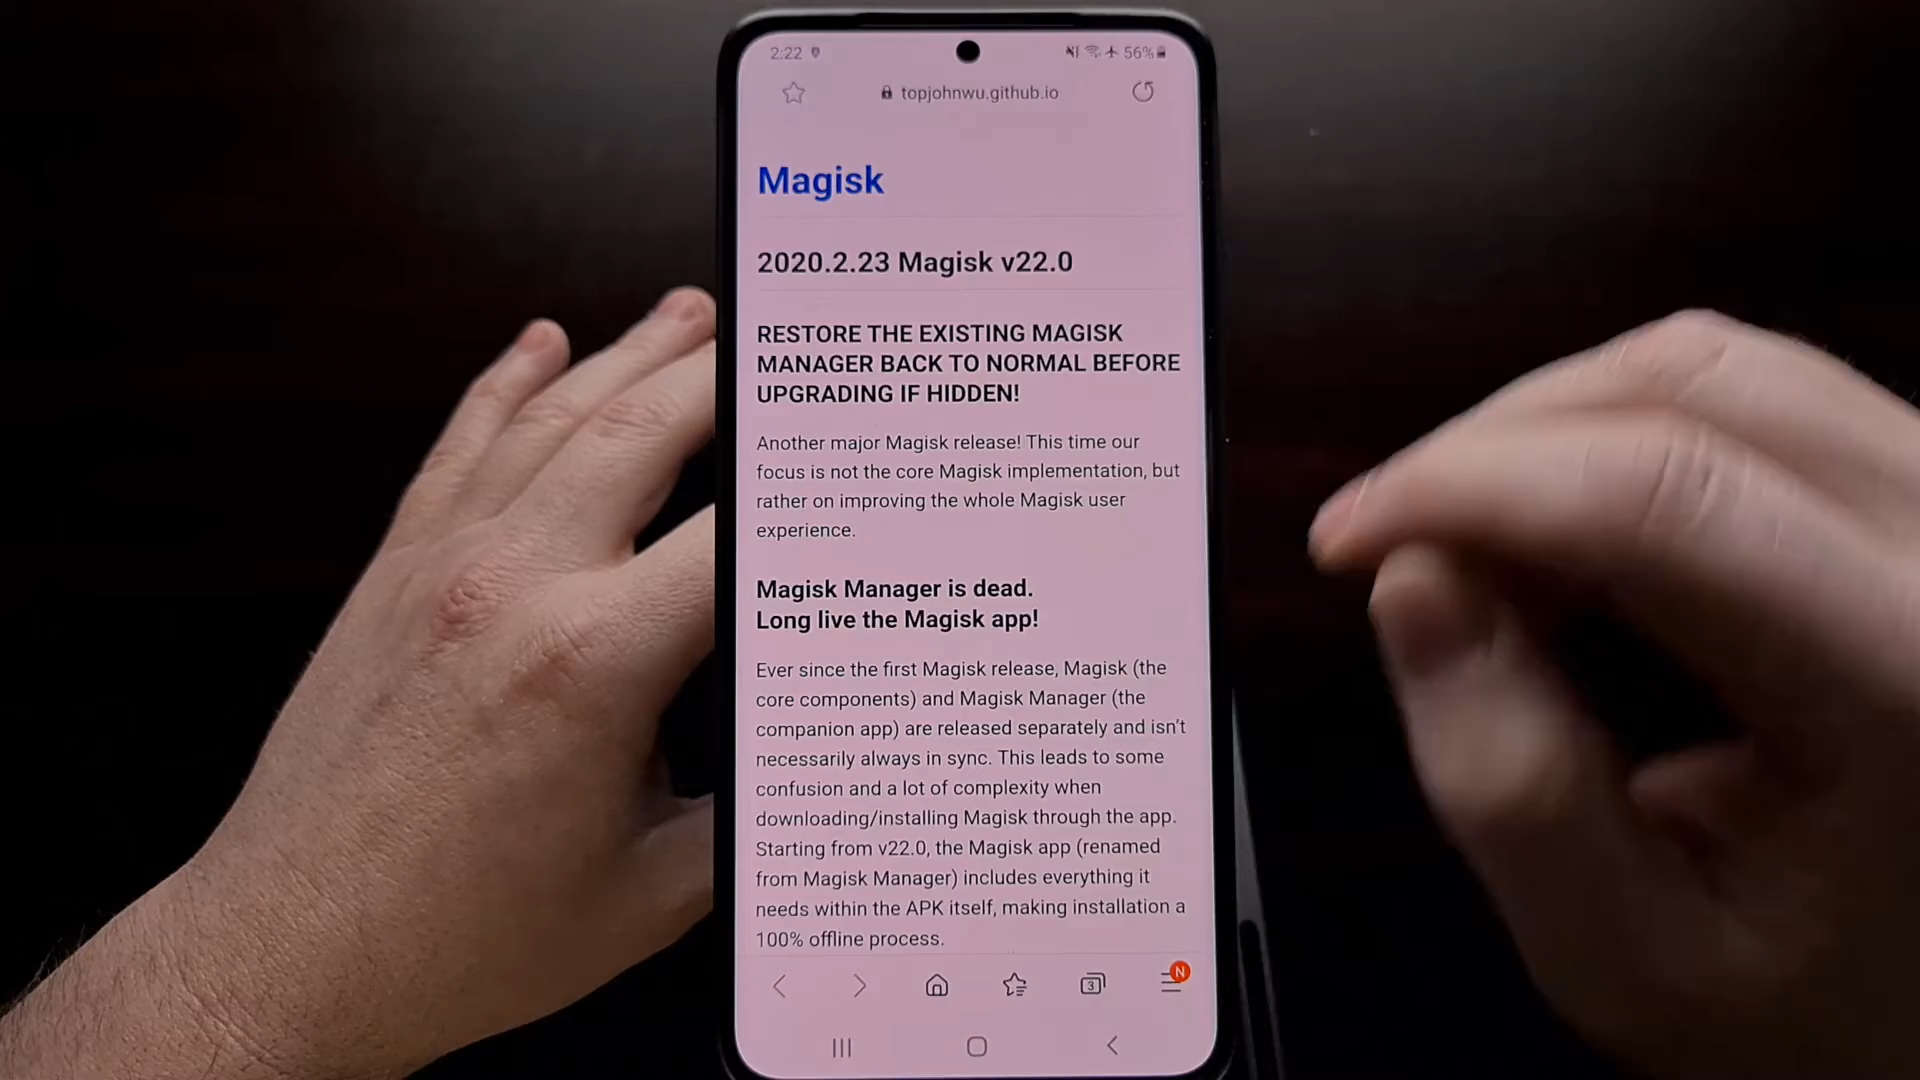 2:22
56%
topjohnwu.github.io
Magisk
2020.2.23 Magisk v22.0
RESTORE THE EXISTING MAGISK
MANAGER BACK TO NORMAL BEFORE
UPGRADING IF HIDDEN!
Another major Magisk release! This time our
focus is not the core Magisk implementation, but
rather on improving the whole Magisk user
experience.
Magisk Manager is dead.
Long live the Magisk app!
Ever since the first Magisk release, Magisk (the
core components) and Magisk Manager (the
companion app) are released separately and isn't
necessarily always in sync. This leads to some
confusion and a lot of complexity when
downloading/installing Magisk through the app.
Starting from v22.0, the Magisk app (renamed
from Magisk Manager) includes everything it
needs within the APK itself, making installation a
100% offline process.
3
N